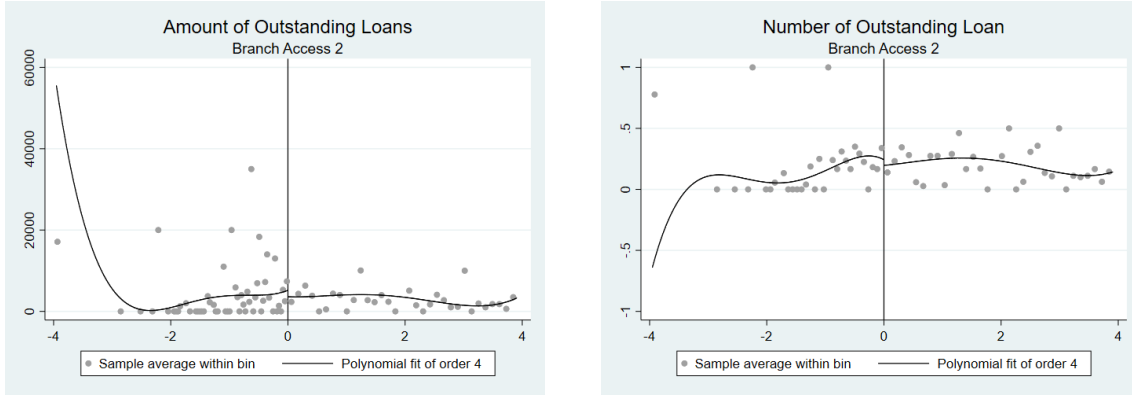 Amount of Outstanding Loans
Branch Access 2
60000
40000
20000
0
-4 -2 0 2 4
Sample average within bin Polynomial fit of order 4
Number of Outstanding Loan
Branch Access 2
1
.5
0
-.5
-1
-4 -2 0 2 4
Sample average within bin Polynomial fit of order 4